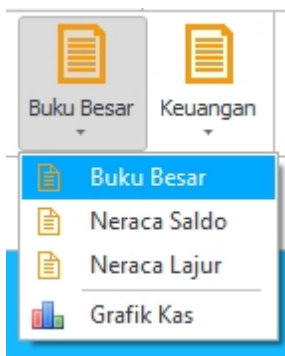 Buku Besar
Keuangan
Buku Besar
Neraca Saldo
Neraca Lajur
Grafik Kas